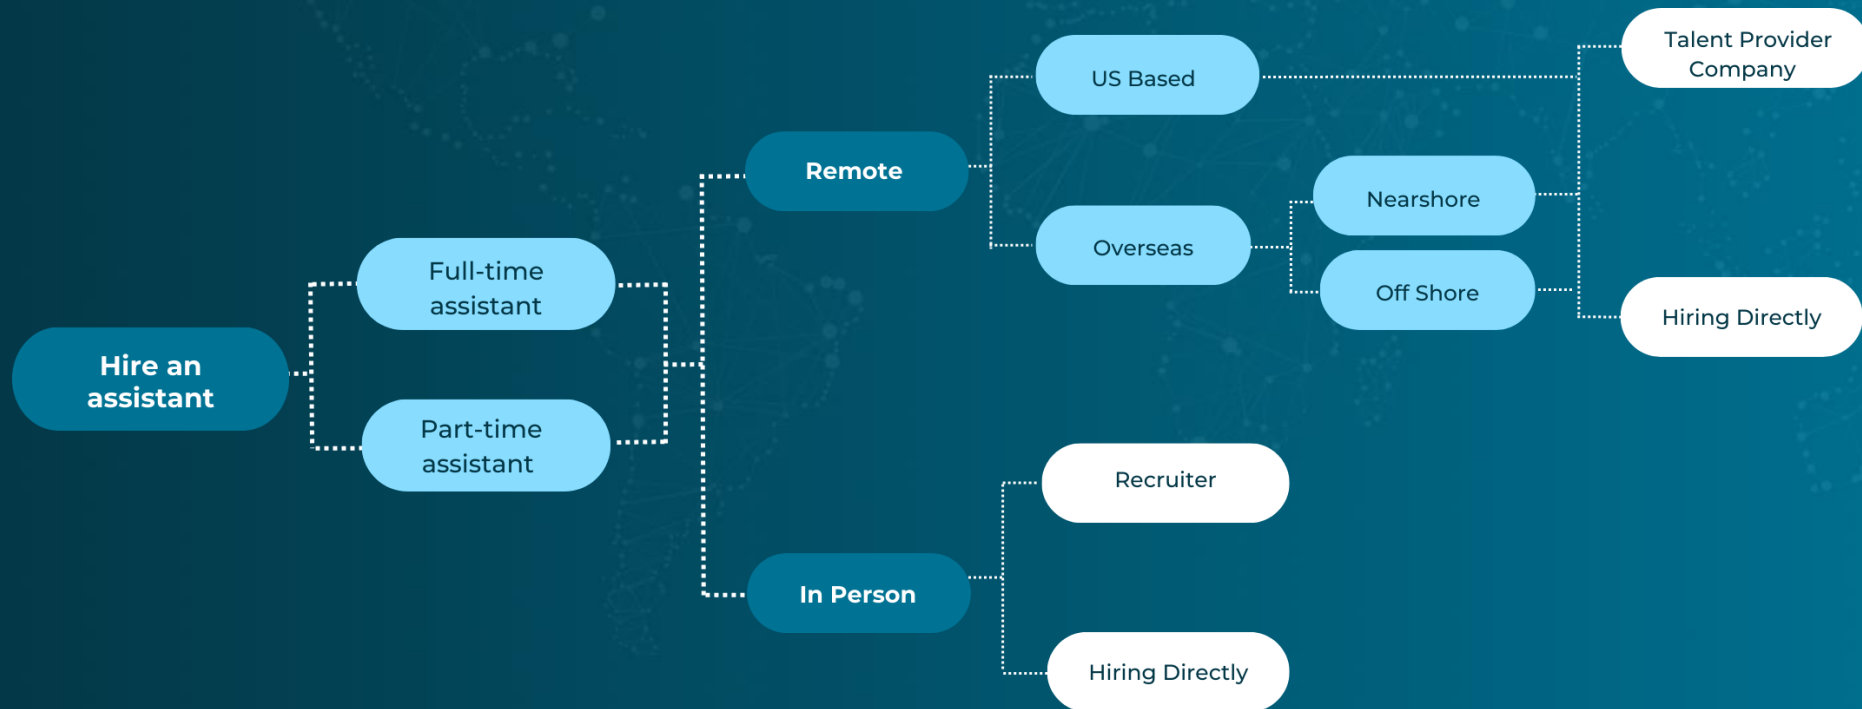 Hire an
assistant
Full-time
assistant
Part-time
assistant
Remote
In Person
US Based
Overseas
Nearshore
Off Shore
Talent Provider
Company
Hiring Directly
Recruiter
Hiring Directly